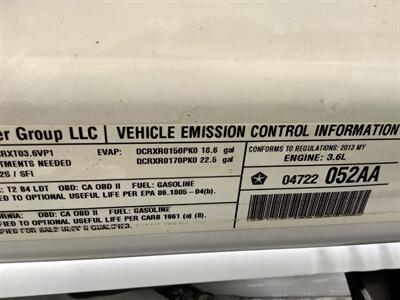 er Group LLC | VEHICLE EMISSION CONTROL INFORMATION
RXT03.6VP1
EVAP: DCRXR0150PK0 18.6 gal
DCRXR0170PK0 22.5 gal
TMENTS NEEDED
2S / SFI
CONFORMS TO REGULATIONS: 2013 MY
ENGINE: 3.6L
04722 052AA
: T2 B4 LDT OBD: CA OBD II FUEL: GASOLINE
ED TO OPTIONAL USEFUL LIFE PER EPA 86.1805-04(b).
RNIA: OBD: CA OBD II FUEL: GASOLINE
ED TO OPTIONAL USEFUL LIFE PER CARB 1961 (a) (8).
QUALIFIED.